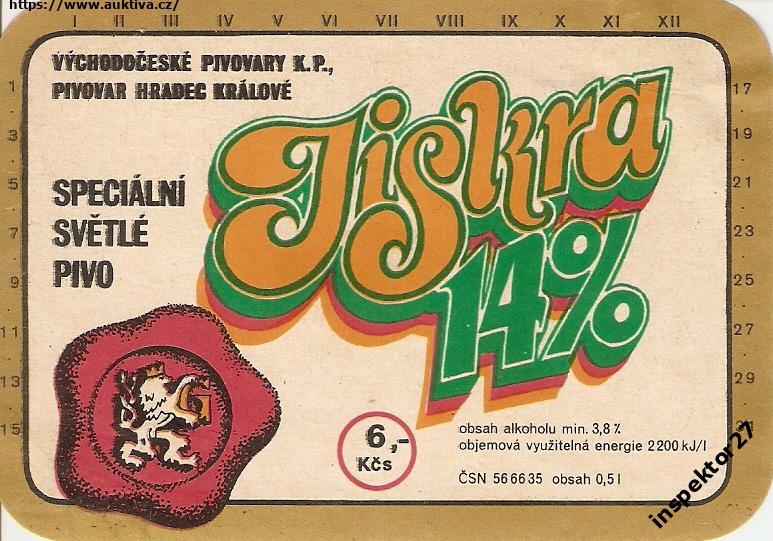 https://www.auktiva.cz/
I II III IV V VI VII VIII IX X XI XII
VÝCHODOČESKÉ PIVOVARY K.P.,
PIVOVAR HRADEC KRÁLOVÉ
Jiskra
14%
SPECIÁLNÍ
SVĚTLÉ
PIVO
1
3
5
7
9
11
13
15
17
19
21
23
25
27
29
G
6,-
Kčs
obsah alkoholu min. 3,8 %
objemová využitelná energie 2200 kJ/l
ČSN 56 66 35 obsah 0,5 l
inspektor27